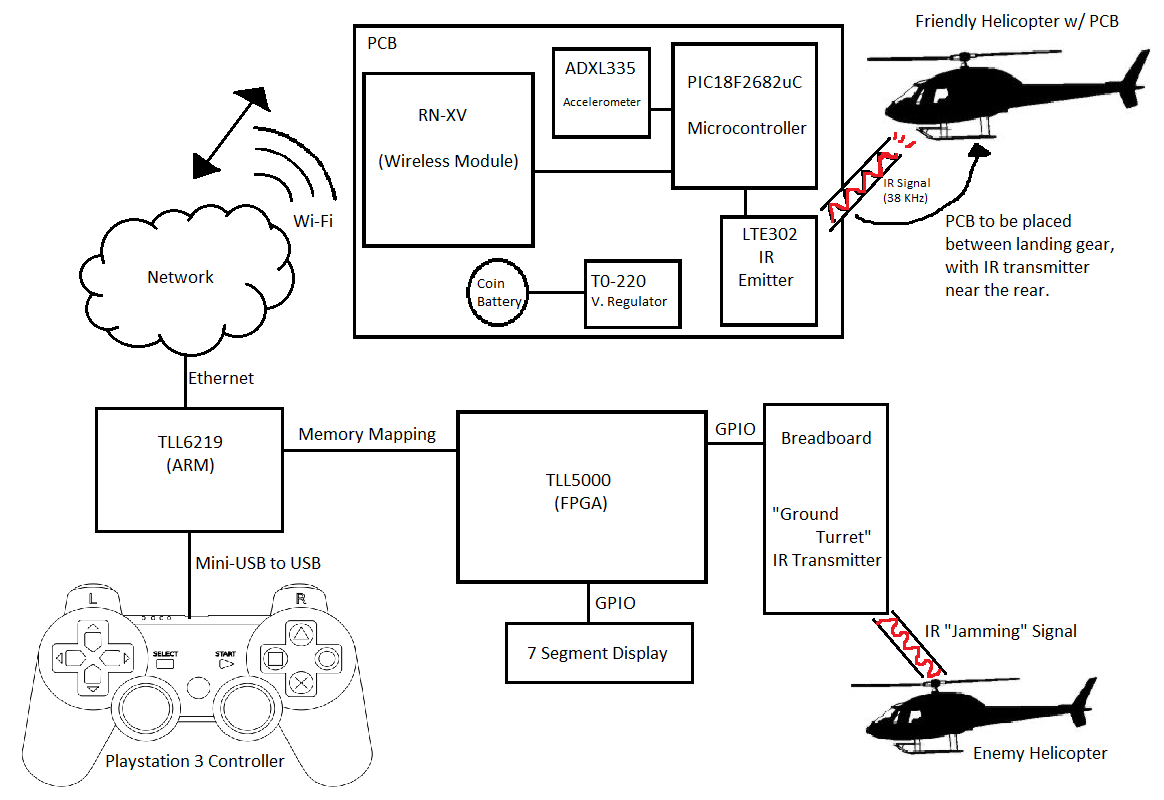 Friendly Helicopter w/ PCB
PCB
RN-XV
(Wireless Module)
ADXL335
Accelerometer
PIC18F2682uC
Microcontroller
LTE302
IR
Emitter
Coin
Battery
T0-220
V. Regulator
IR Signal
(38 KHz)
PCB to be placed
between landing gear,
with IR transmitter
near the rear.
Wi-Fi
Network
Ethernet
TLL6219
(ARM)
Memory Mapping
TLL5000
(FPGA)
GPIO
Breadboard
"Ground
Turret"
IR Transmitter
Mini-USB to USB
GPIO
7 Segment Display
IR "Jamming" Signal
Enemy Helicopter
L
R
SELECT
START
Playstation 3 Controller